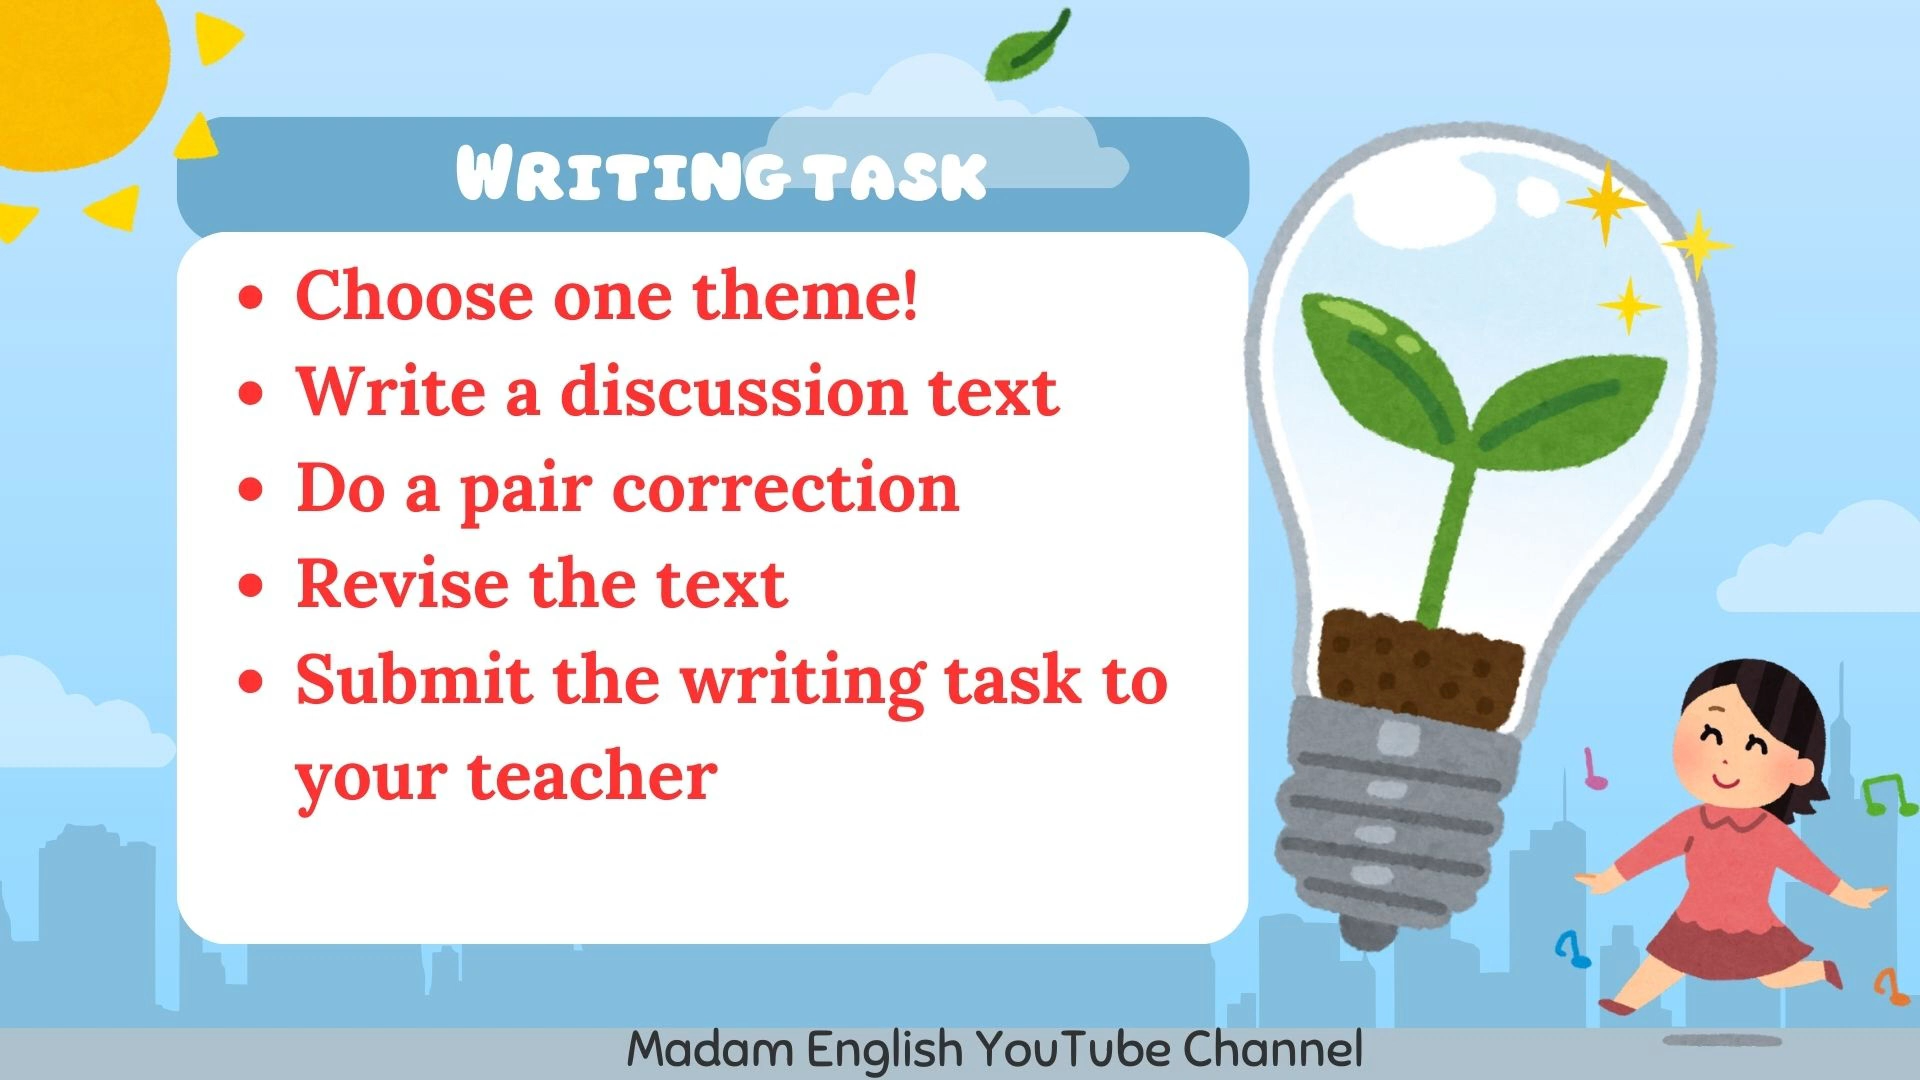 WRITING TASK
• Choose one theme!
• Write a discussion text
• Do a pair correction
• Revise the text
• Submit the writing task to
your teacher
Madam English YouTube Channel